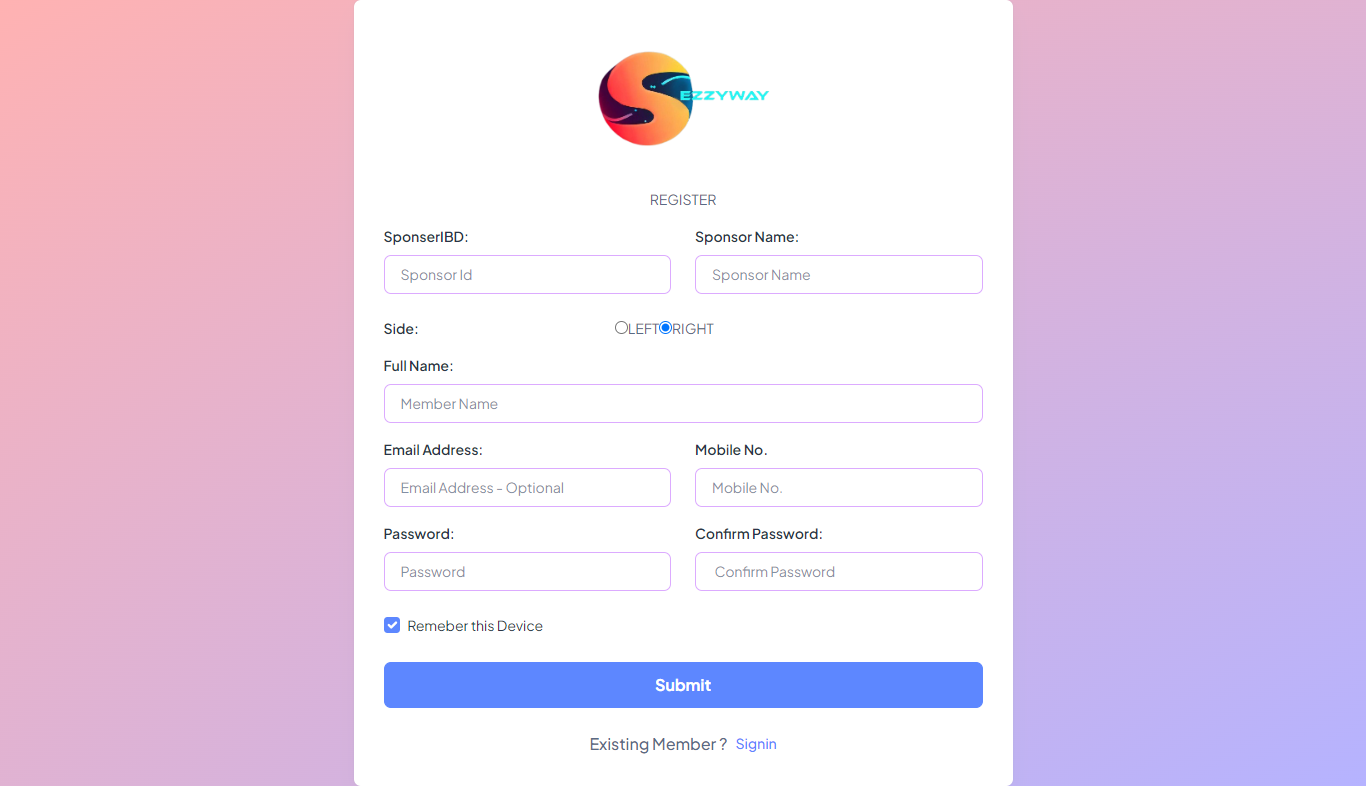 EZZYWAY
REGISTER
SponserIBD: Sponsor Name:
Sponsor Id Sponsor Name
Side: LEFT RIGHT
Full Name:
Member Name
Email Address: Mobile No.
Email Address - Optional Mobile No.
Password: Confirm Password:
Password Confirm Password
Remeber this Device
Submit
Existing Member ? Signin